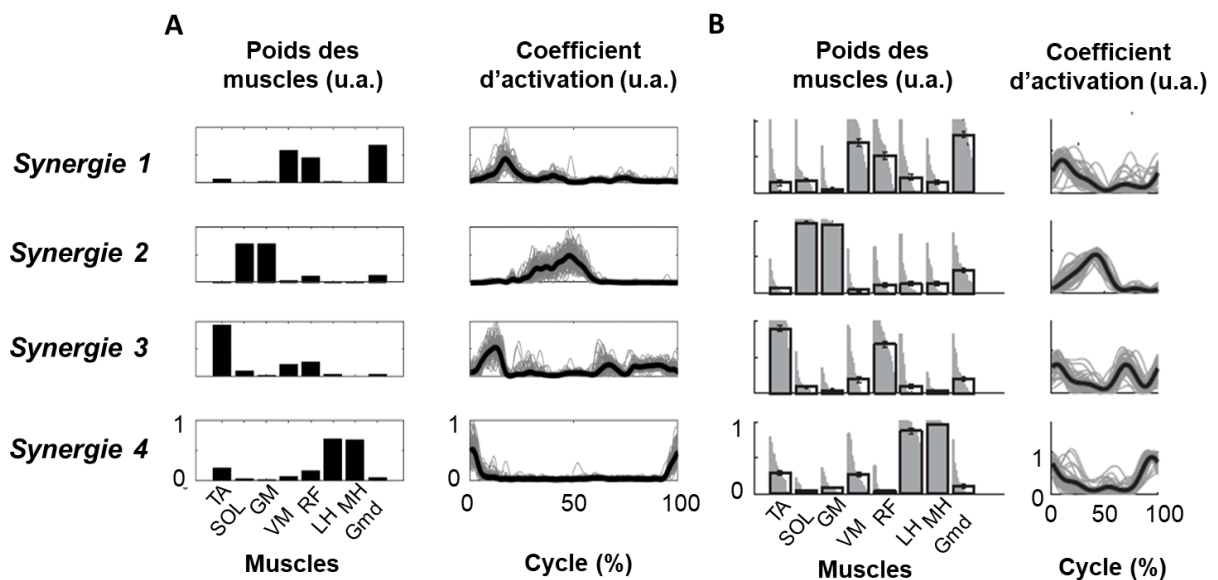 A
B
Poids des
muscles (u.a.)
Coefficient
d'activation (u.a.)
Poids des
muscles (u.a.)
Coefficient
d'activation (u.a.)
Synergie 1
Synergie 2
Synergie 3
Synergie 4
1
0
1
0
1
0
1
0
TA
SOL
GM
VM
RF
LH
MH
Gmd
0
50
100
TA
SOL
GM
VM
RF
LH
MH
Gmd
0
50
100
Muscles
Cycle (%)
Muscles
Cycle (%)